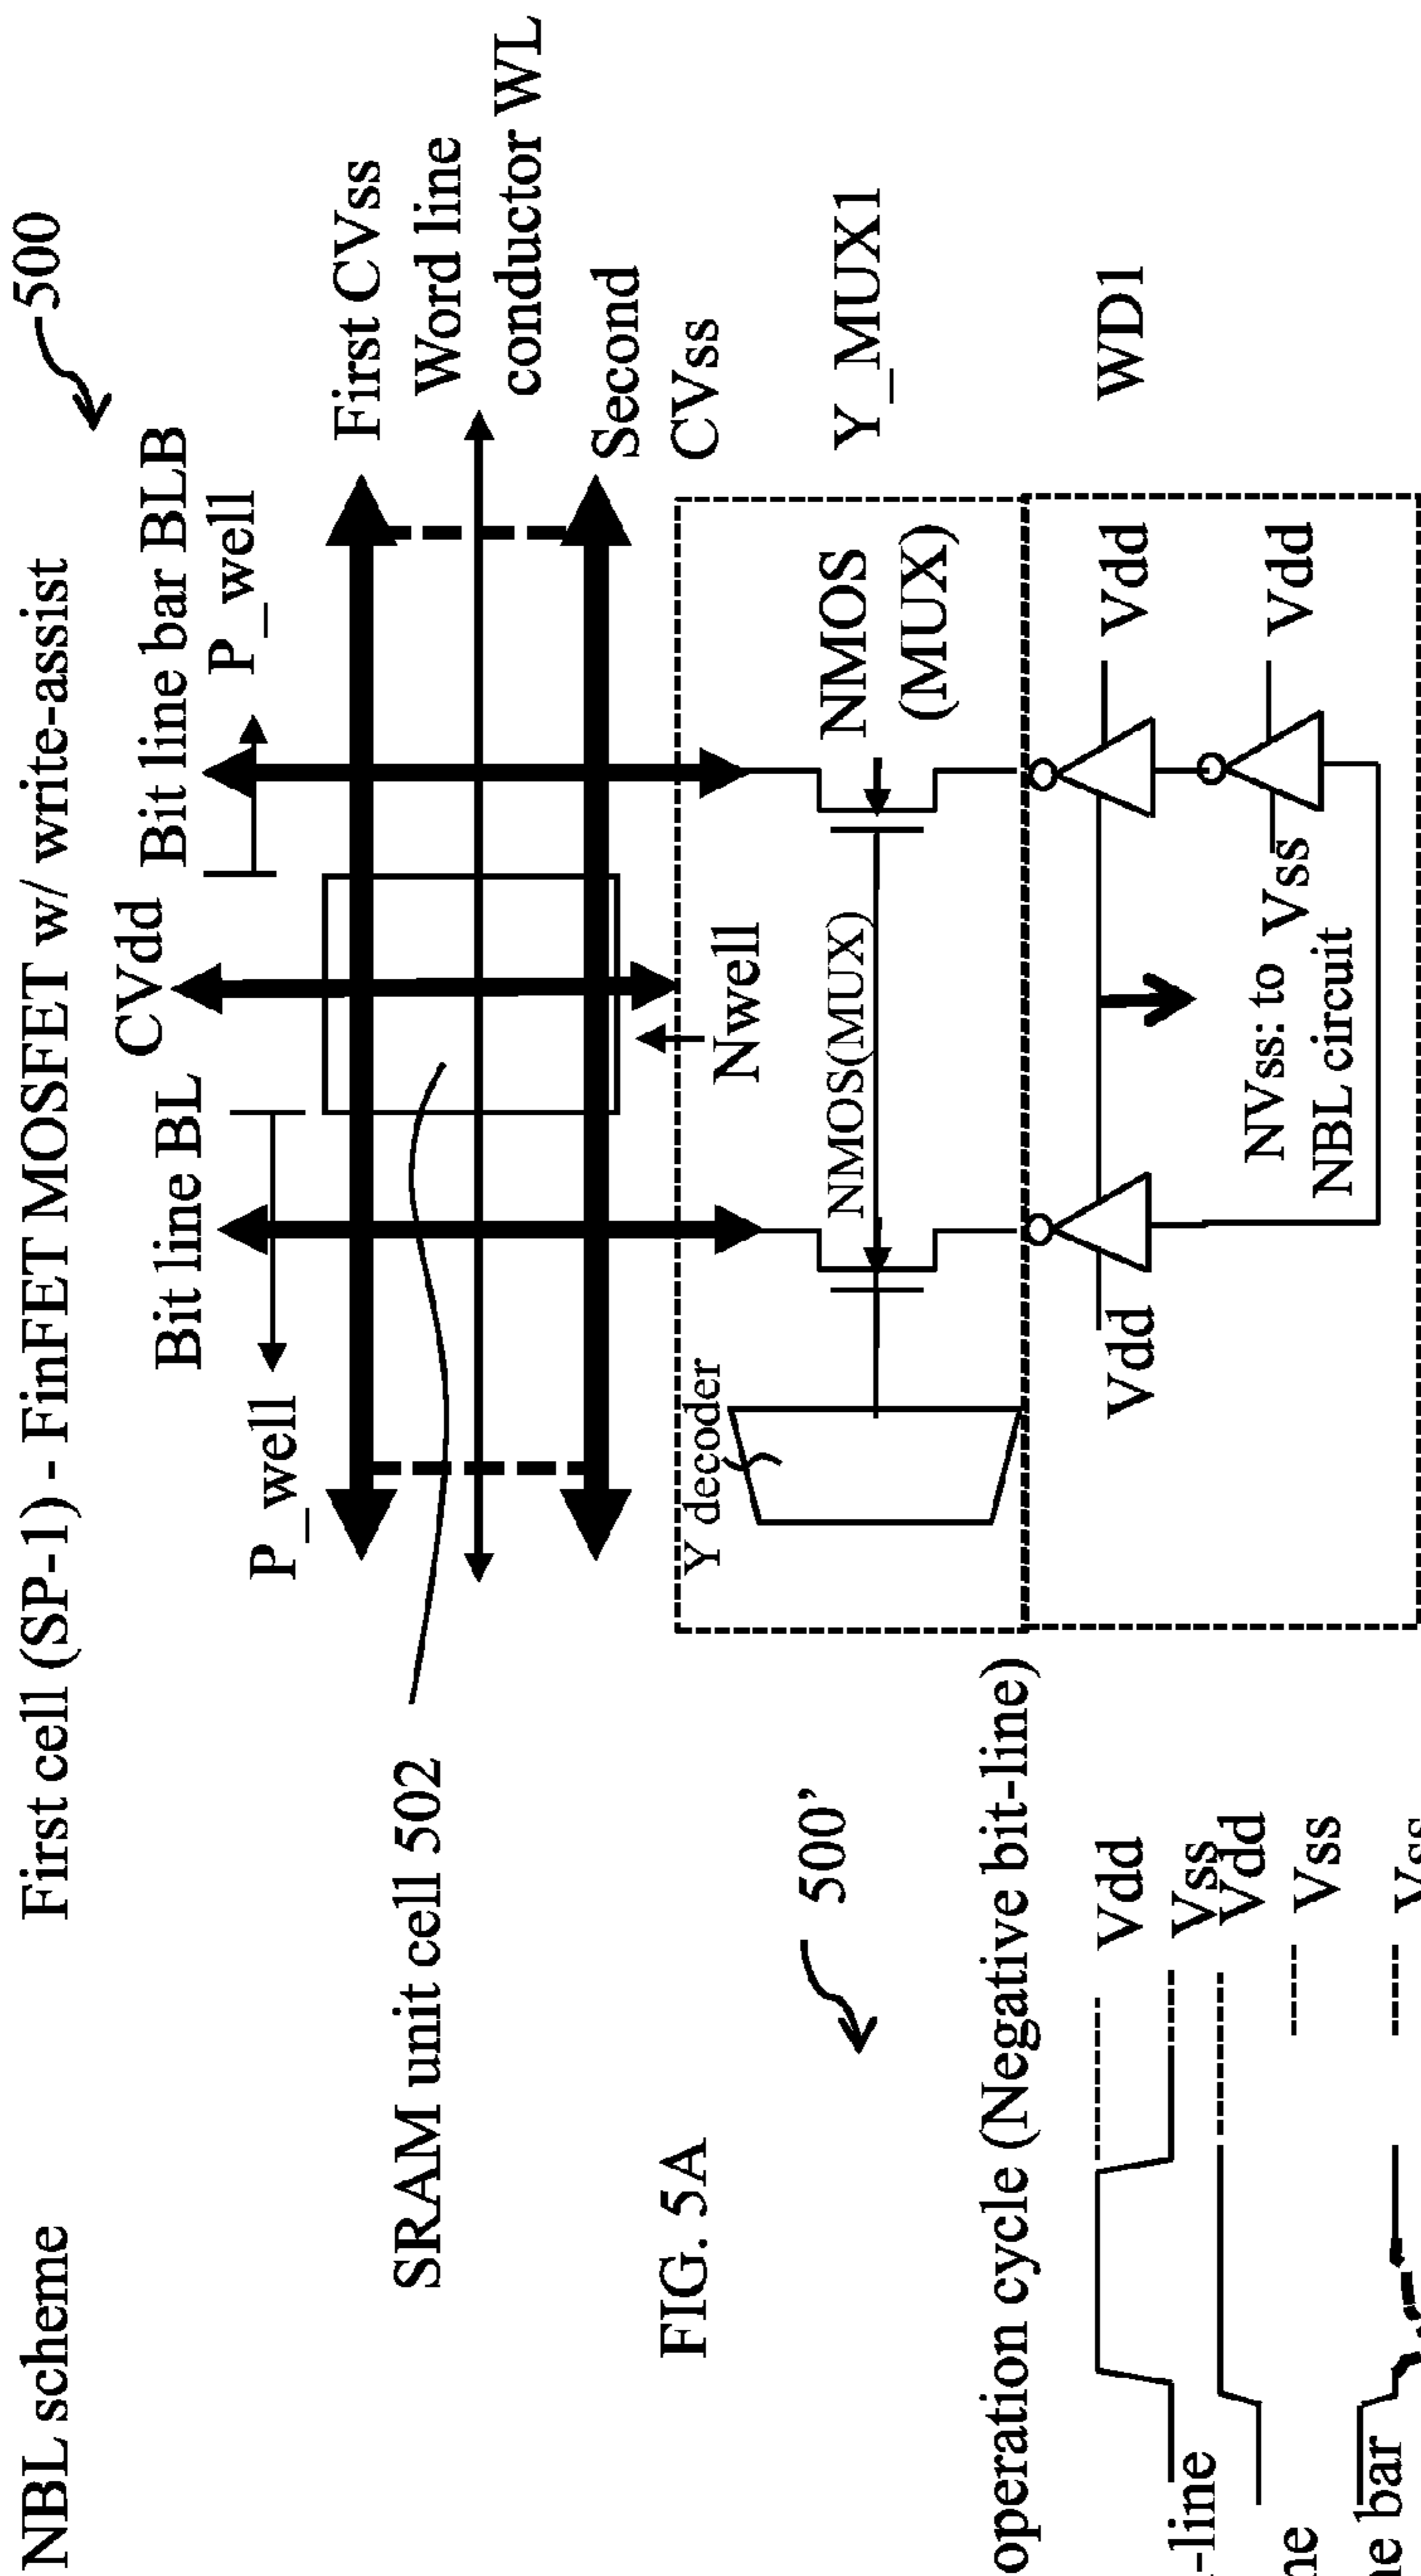 NBL scheme
First cell (SP-1) - FinFET MOSFET w/ write-assist
500
Bit line BL
CVdd
Bit line bar BLB
P_well
P_well
First CVss
Word line
conductor WL
Second
CVss
SRAM unit cell 502
Nwell
Y decoder
NMOS(MUX)
NMOS
(MUX)
Y_MUX1
FIG. 5A
500’
Vdd
Vdd
Vss
Vdd
NVss: to
NBL circuit
WD1
operation cycle (Negative bit-line)
Vdd
Vss
Vdd
Vss
-line
bar